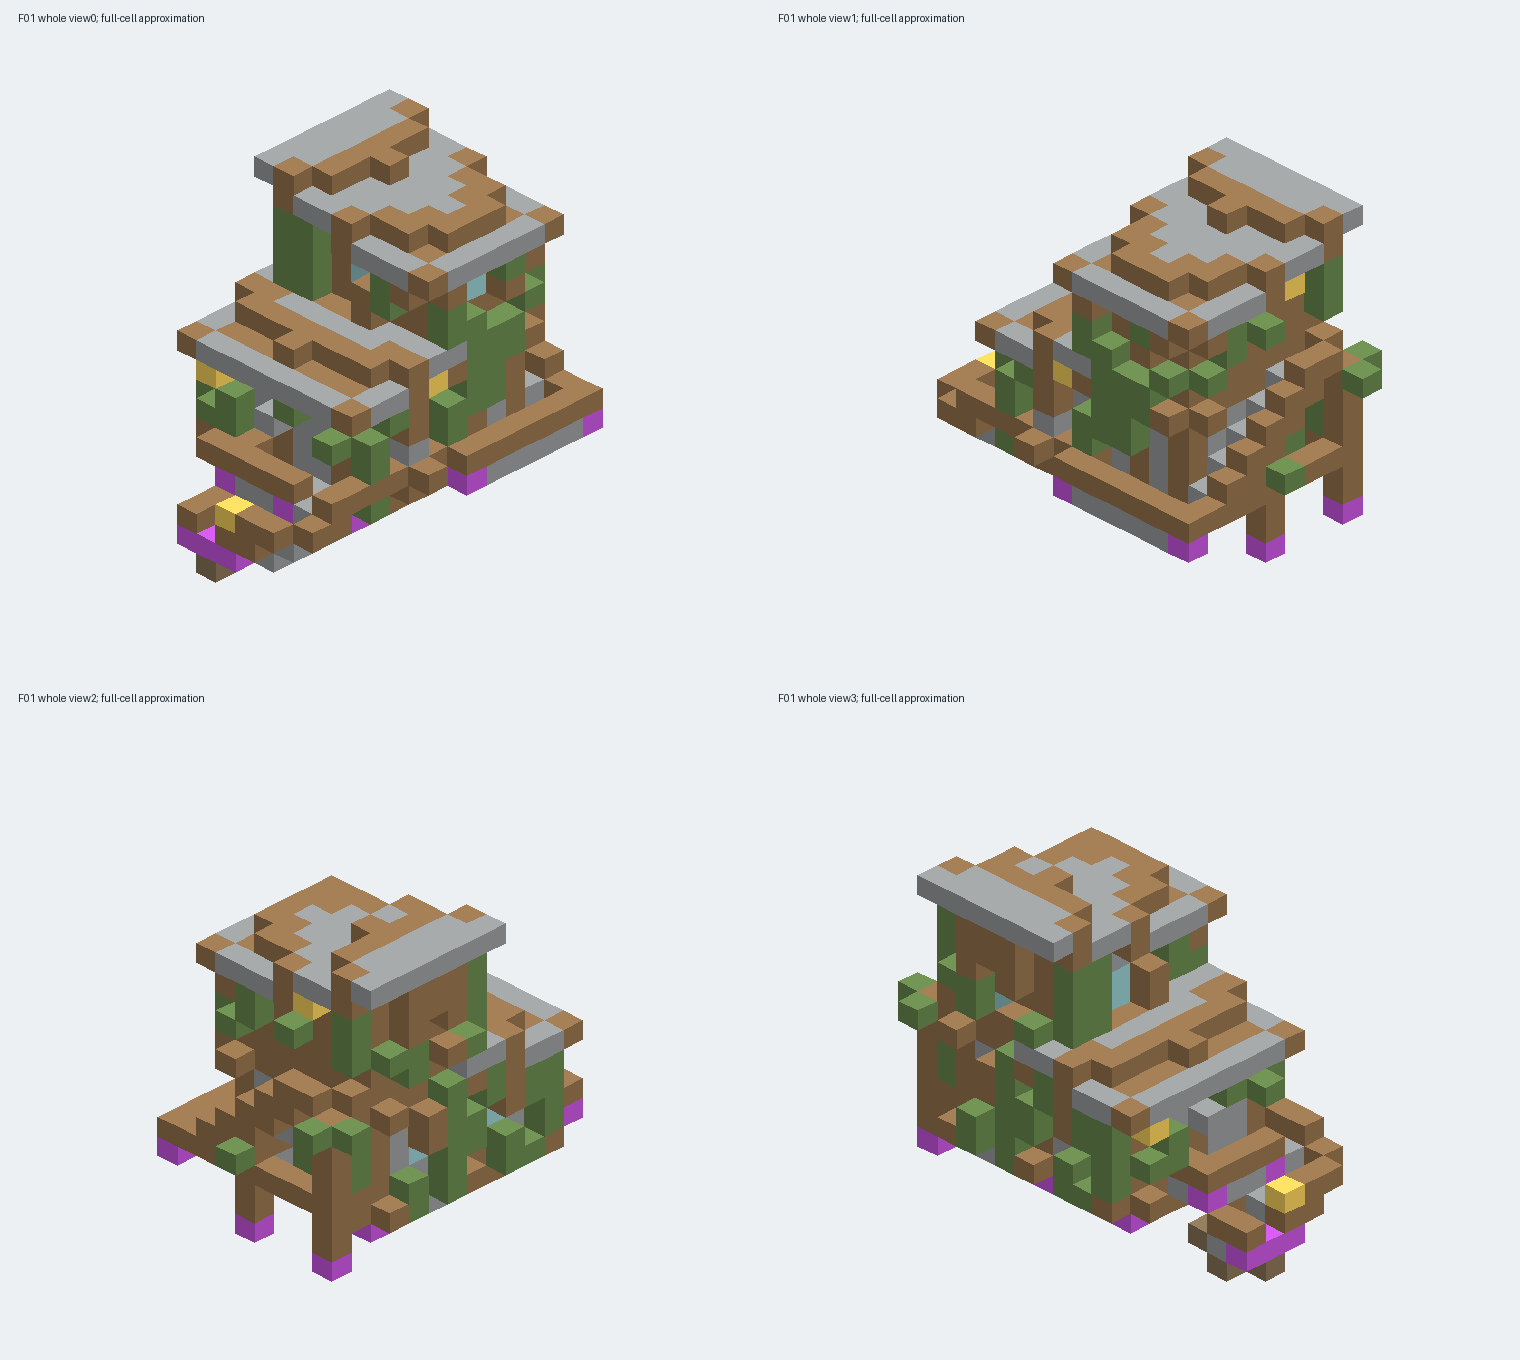 F01 whole view0; full-cell approximation
F01 whole view1; full-cell approximation
F01 whole view2; full-cell approximation
F01 whole view3; full-cell approximation